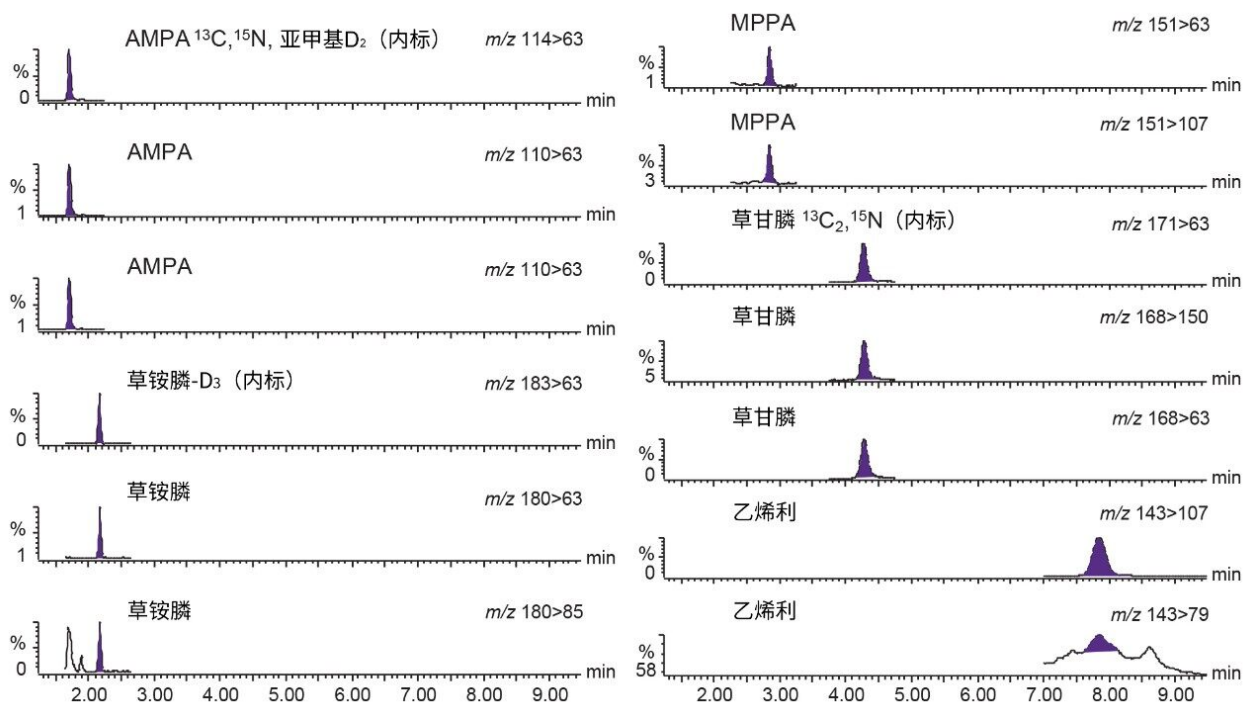 AMPA ¹³C,¹⁵N, 亚甲基D₂（内标） m/z 114>63
%
0
min
AMPA m/z 110>63
%
1
min
AMPA m/z 110>63
%
1
min
草铵膦-D₃（内标） m/z 183>63
%
0
min
草铵膦 m/z 180>63
%
1
min
草铵膦 m/z 180>85
%
0
min
2.00 3.00 4.00 5.00 6.00 7.00 8.00 9.00
MPPA m/z 151>63
%
1
min
MPPA m/z 151>107
%
3
min
草甘膦 ¹³C₂,¹⁵N（内标） m/z 171>63
%
0
min
草甘膦 m/z 168>150
%
5
min
草甘膦 m/z 168>63
%
0
min
乙烯利 m/z 143>107
%
0
min
乙烯利 m/z 143>79
%
58
min
2.00 3.00 4.00 5.00 6.00 7.00 8.00 9.00